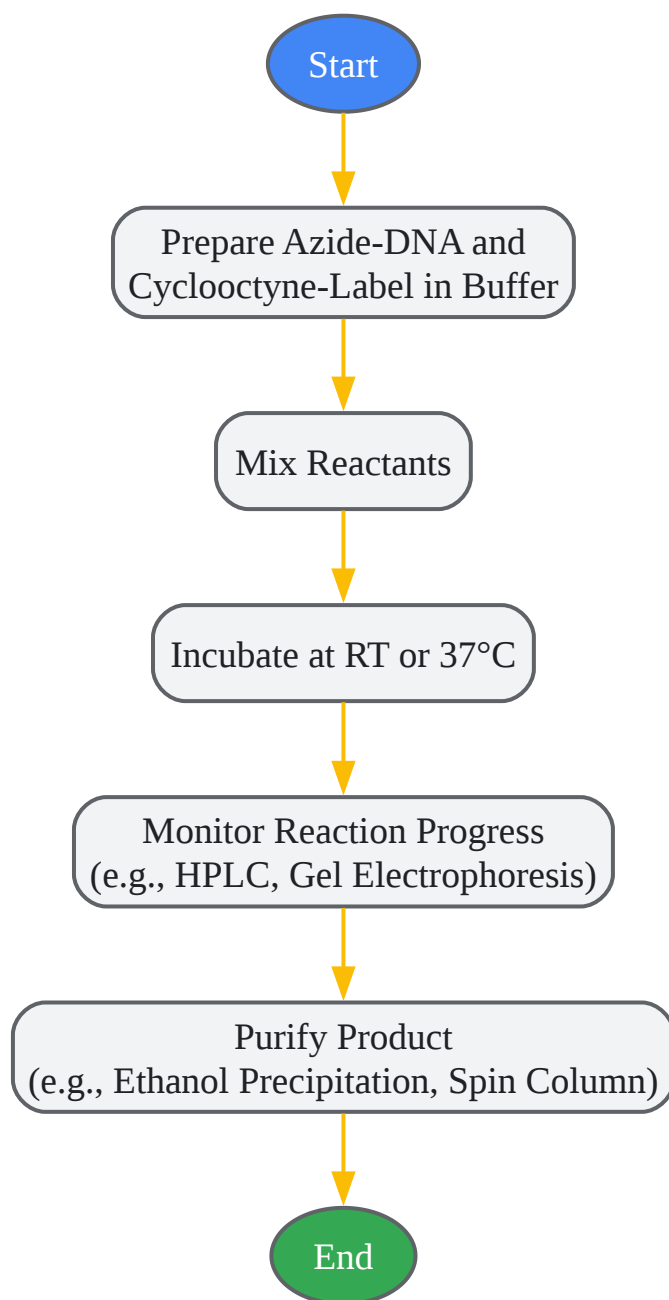 Start
Prepare Azide-DNA and
Cyclooctyne-Label in Buffer
Mix Reactants
Incubate at RT or 37°C
Monitor Reaction Progress
(e.g., HPLC, Gel Electrophoresis)
Purify Product
(e.g., Ethanol Precipitation, Spin Column)
End